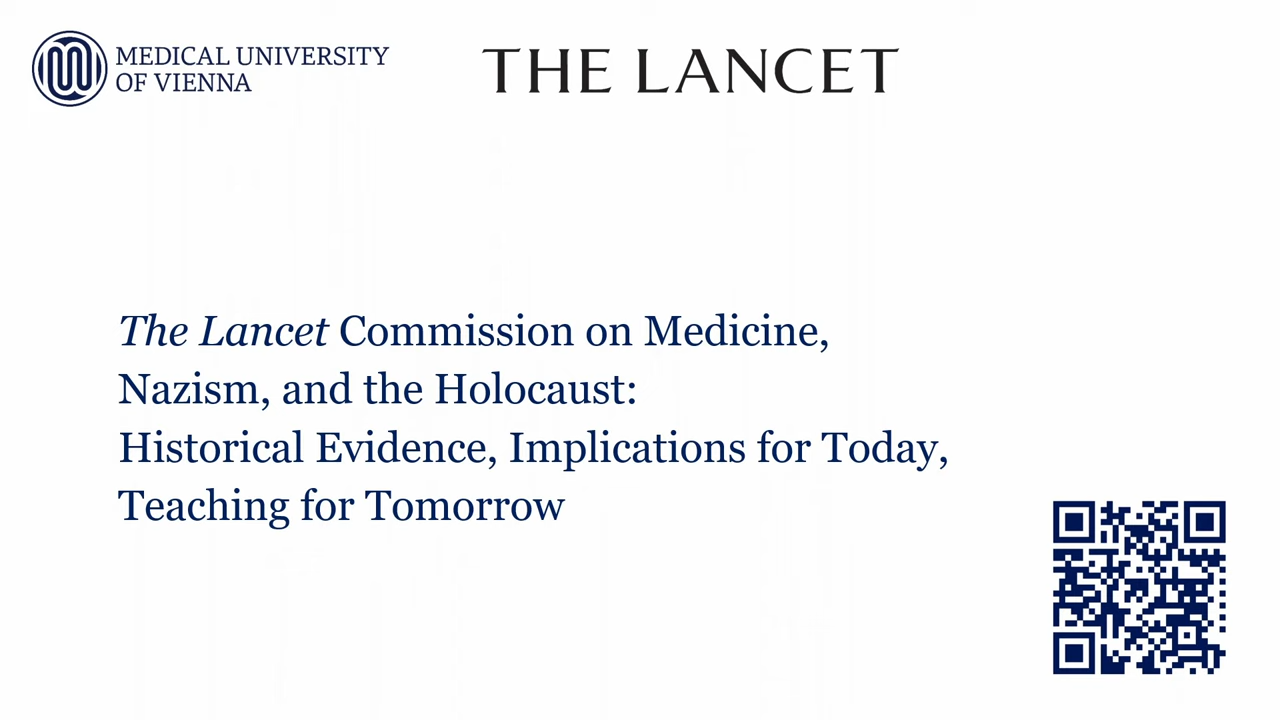 MEDICAL UNIVERSITY
OF VIENNA
THE LANCET
The Lancet Commission on Medicine,
Nazism, and the Holocaust:
Historical Evidence, Implications for Today,
Teaching for Tomorrow